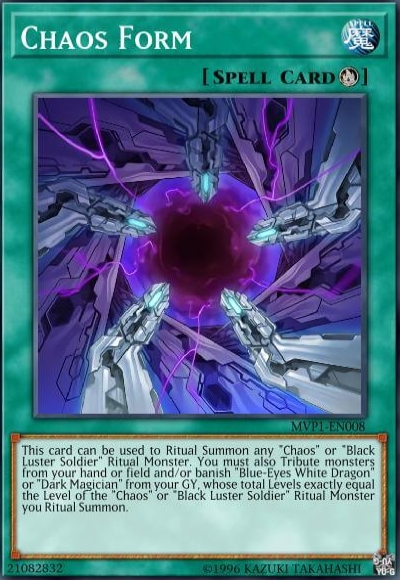 CHAOS FORM
SPELL
魔
[SPELL CARD]
MVP1-EN008
This card can be used to Ritual Summon any "Chaos" or "Black
Luster Soldier" Ritual Monster. You must also Tribute monsters
from your hand or field and/or banish "Blue-Eyes White Dragon"
or "Dark Magician" from your GY, whose total Levels exactly equal
the Level of the "Chaos" or "Black Luster Soldier" Ritual Monster
you Ritual Summon.
21082832
©1996 KAZUKI TAKAHASHI